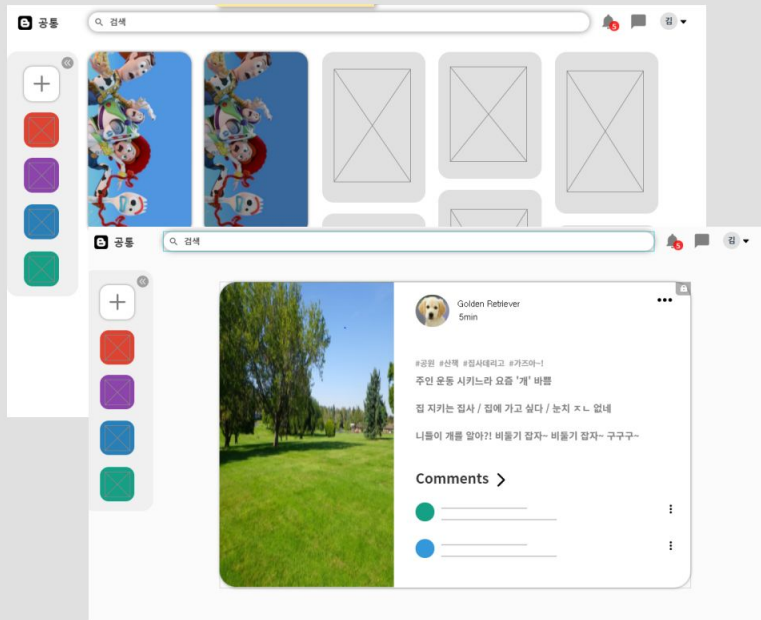 B 공통
검색
5
김
B 공통
검색
5
김
Golden Retriever
5min
#공원 #산책 #집사데리고 #가즈아~!
주인 운동 시키느라 요즘 '개' 바쁨
집 지키는 집사 / 집에 가고 싶다 / 눈치 ㅈㄴ 없네
니들이 개를 알아?! 비둘기 잡자~ 비둘기 잡자~ 구구구~
Comments